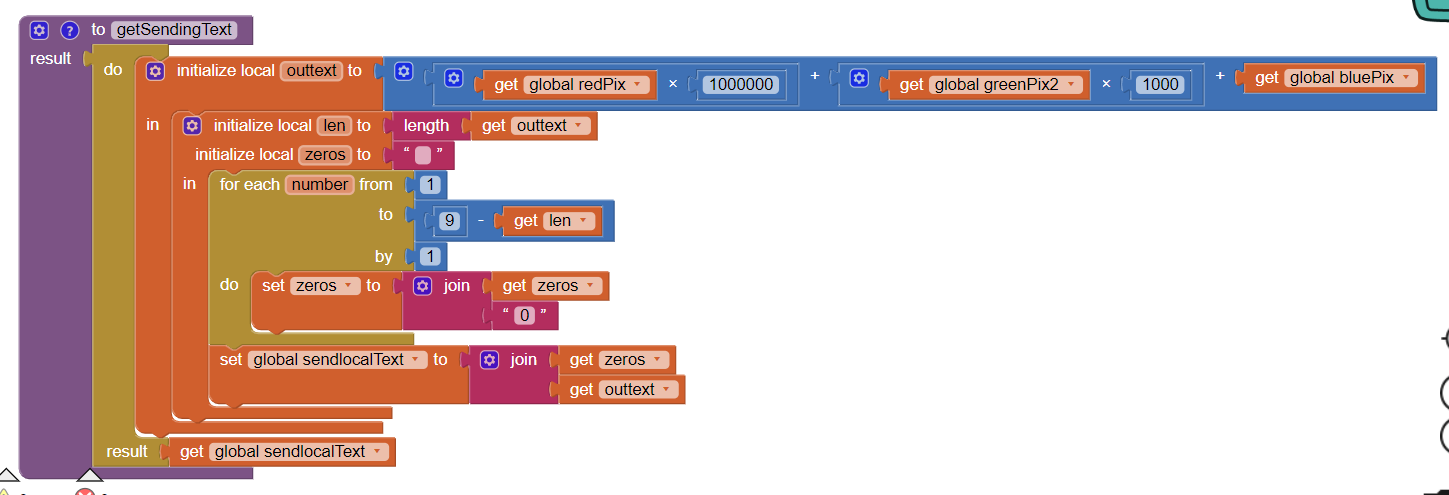 ? to getSendingText
result
do initialize local outtext to get global redPix × 1000000 + get global greenPix2 × 1000 + get global bluePix
in initialize local len to length get outtext
initialize local zeros to “ ”
in for each number from 1
to 9 - get len
by 1
do set zeros to join get zeros
“ 0 ”
set global sendlocalText to join get zeros
get outtext
result get global sendlocalText